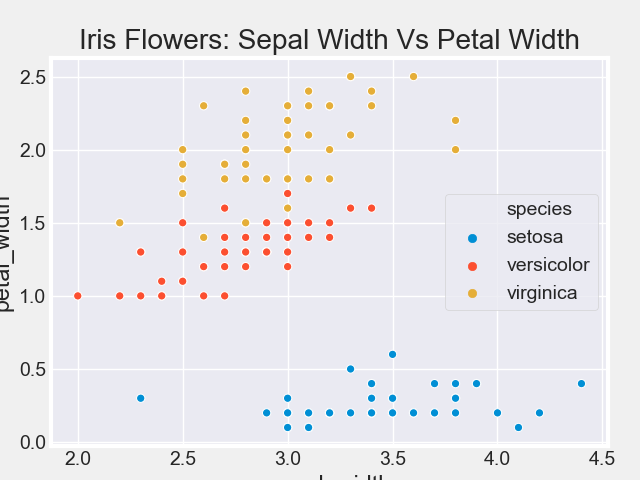 Iris Flowers: Sepal Width Vs Petal Width
petal_width
2.5
2.0
1.5
1.0
0.5
0.0
species
setosa
versicolor
virginica
2.0 2.5 3.0 3.5 4.0 4.5